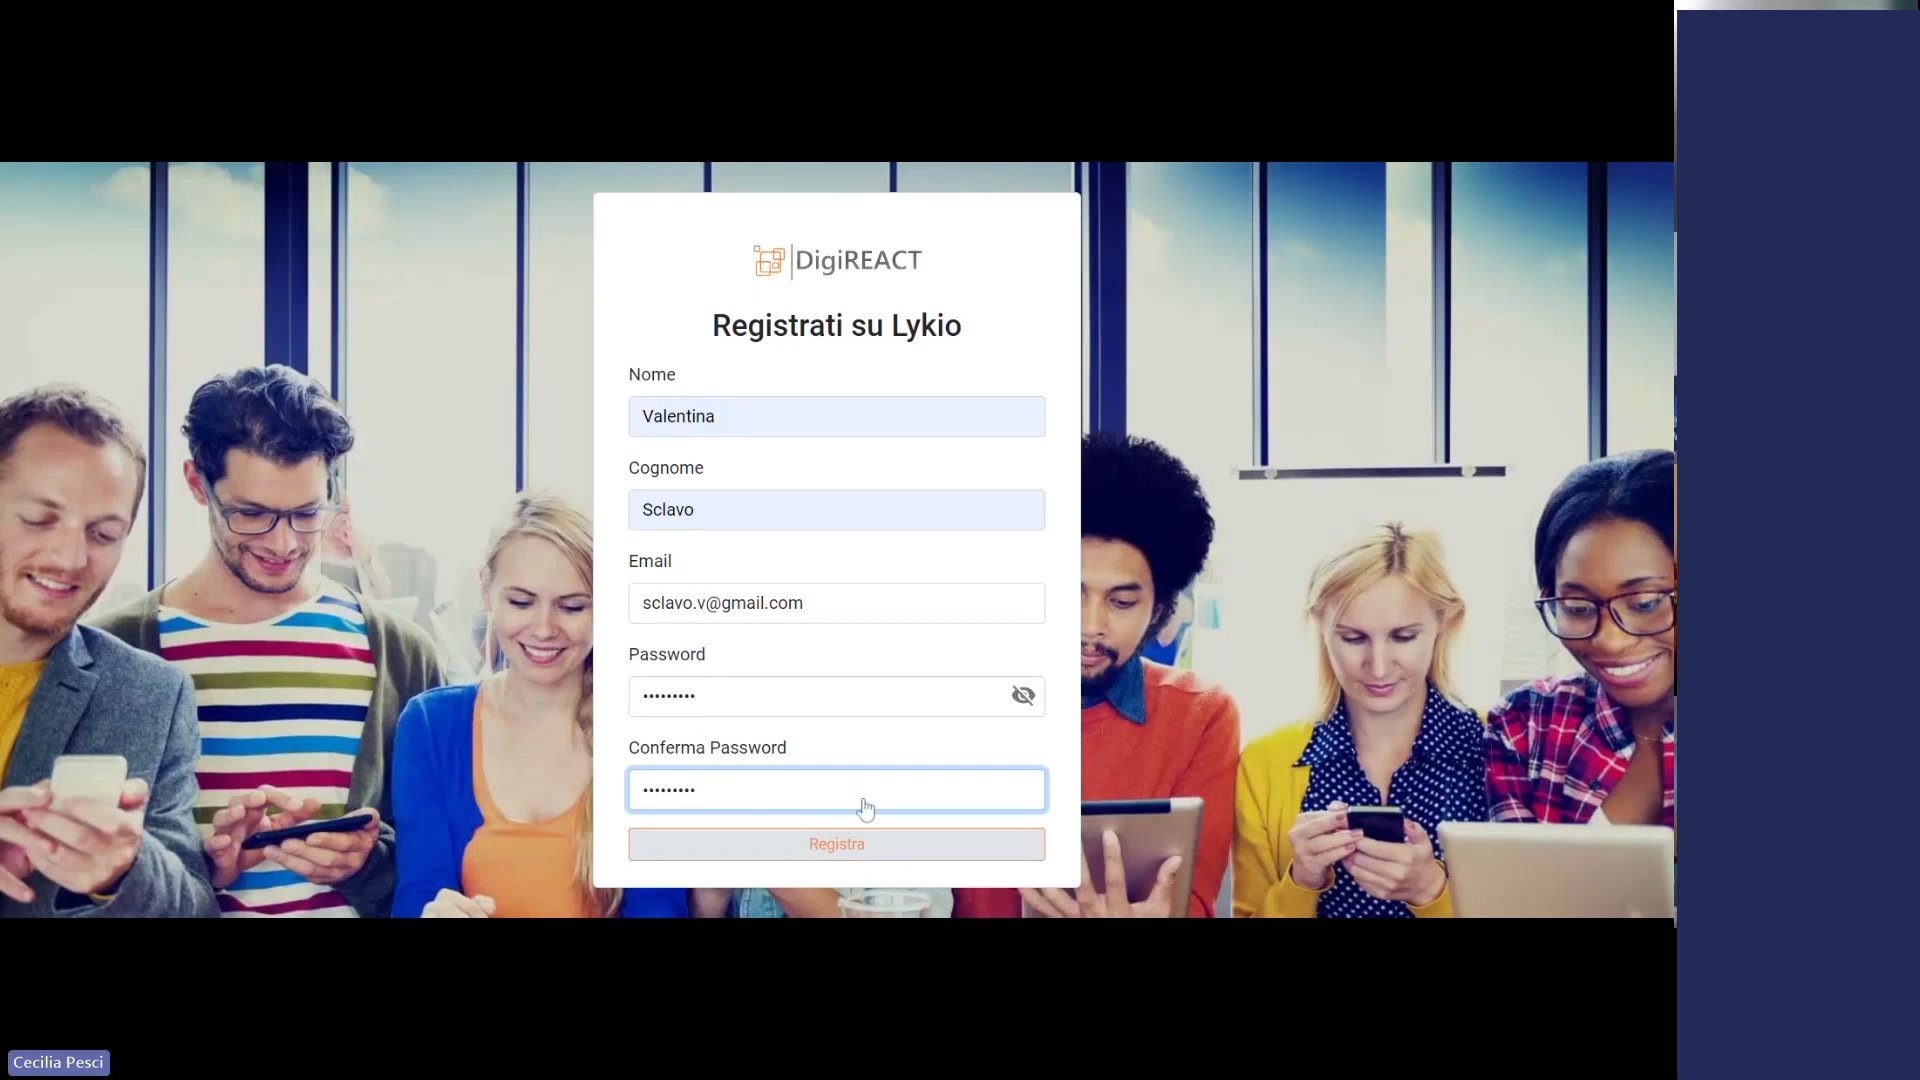 DigiREACT
Registrati su Lykio
Nome
Valentina
Cognome
Sclavo
Email
sclavo.v@gmail.com
Password
•••••••••
Conferma Password
•••••••••
Registra
Cecilia Pesci